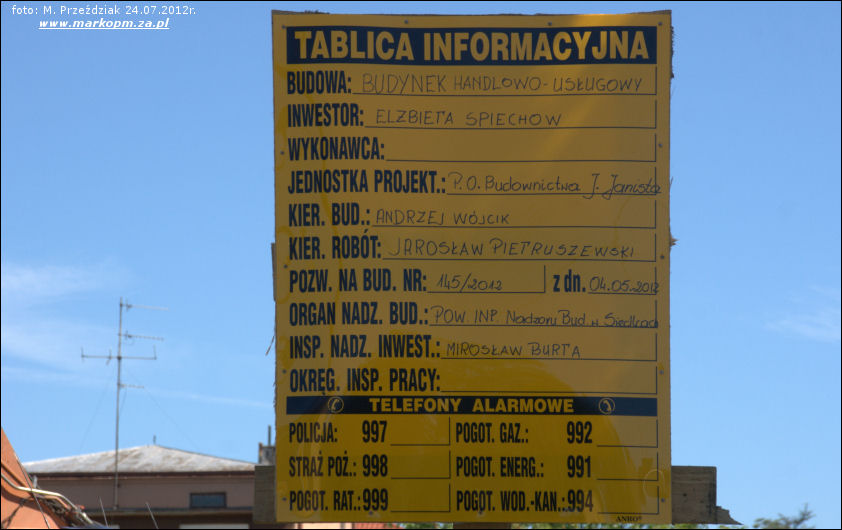 foto: M. Przeździak 24.07.2012r.
www.markopm.za.pl
TABLICA INFORMACYJNA
BUDOWA: BUDYNEK HANDLOWO-USŁUGOWY
INWESTOR: ELZBIETA SPIECHOW
WYKONAWCA:
JEDNOSTKA PROJEKT.: P.O. Budownictwa J. Janista
KIER. BUD.: ANDRZEJ WÓJCIK
KIER. ROBÓT: JAROSŁAW PIETRUSZEWSKI
POZW. NA BUD. NR: 145/2012 z dn. 04.05.2012
ORGAN NADZ. BUD.: POW. INP. Nadzoru Bud. w Siedlcach
INSP. NADZ. INWEST.: MIROSŁAW BURTA
OKRĘG. INSP. PRACY:
TELEFONY ALARMOWE
POLICJA: 997 POGOT. GAZ.: 992
STRAŻ POŻ.: 998 POGOT. ENERG.: 991
POGOT. RAT.: 999 POGOT. WOD.-KAN.: 994
ANRO